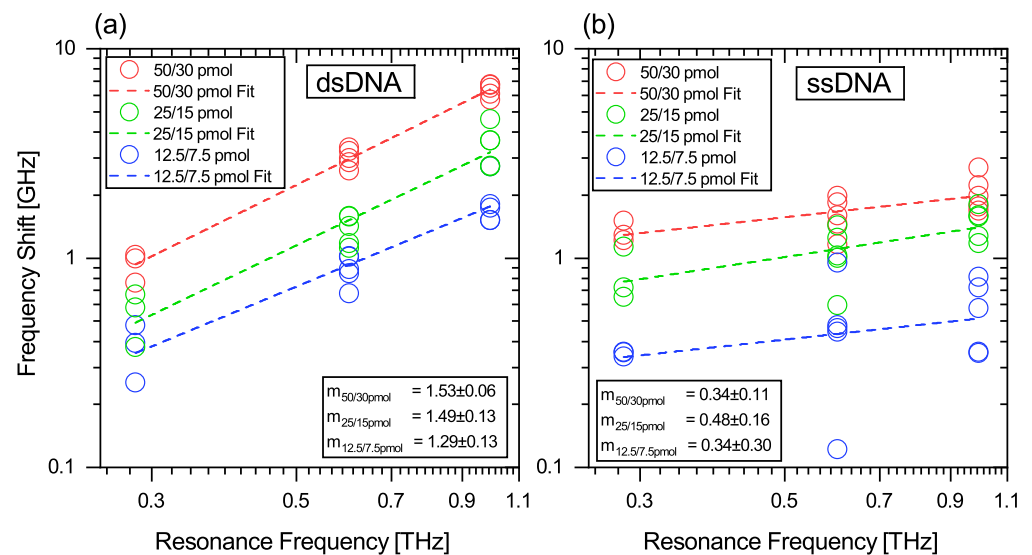 (a)
(b)
10
1
0.1
Frequency Shift [GHz]
50/30 pmol
50/30 pmol Fit
25/15 pmol
25/15 pmol Fit
12.5/7.5 pmol
12.5/7.5 pmol Fit
dsDNA
m50/30pmol = 1.53±0.06
m25/15pmol = 1.49±0.13
m12.5/7.5pmol = 1.29±0.13
0.3 0.5 0.7 0.9 1.1
Resonance Frequency [THz]
10
1
0.1
50/30 pmol
50/30 pmol Fit
25/15 pmol
25/15 pmol Fit
12.5/7.5 pmol
12.5/7.5 pmol Fit
ssDNA
m50/30pmol = 0.34±0.11
m25/15pmol = 0.48±0.16
m12.5/7.5pmol = 0.34±0.30
0.3 0.5 0.7 0.9 1.1
Resonance Frequency [THz]